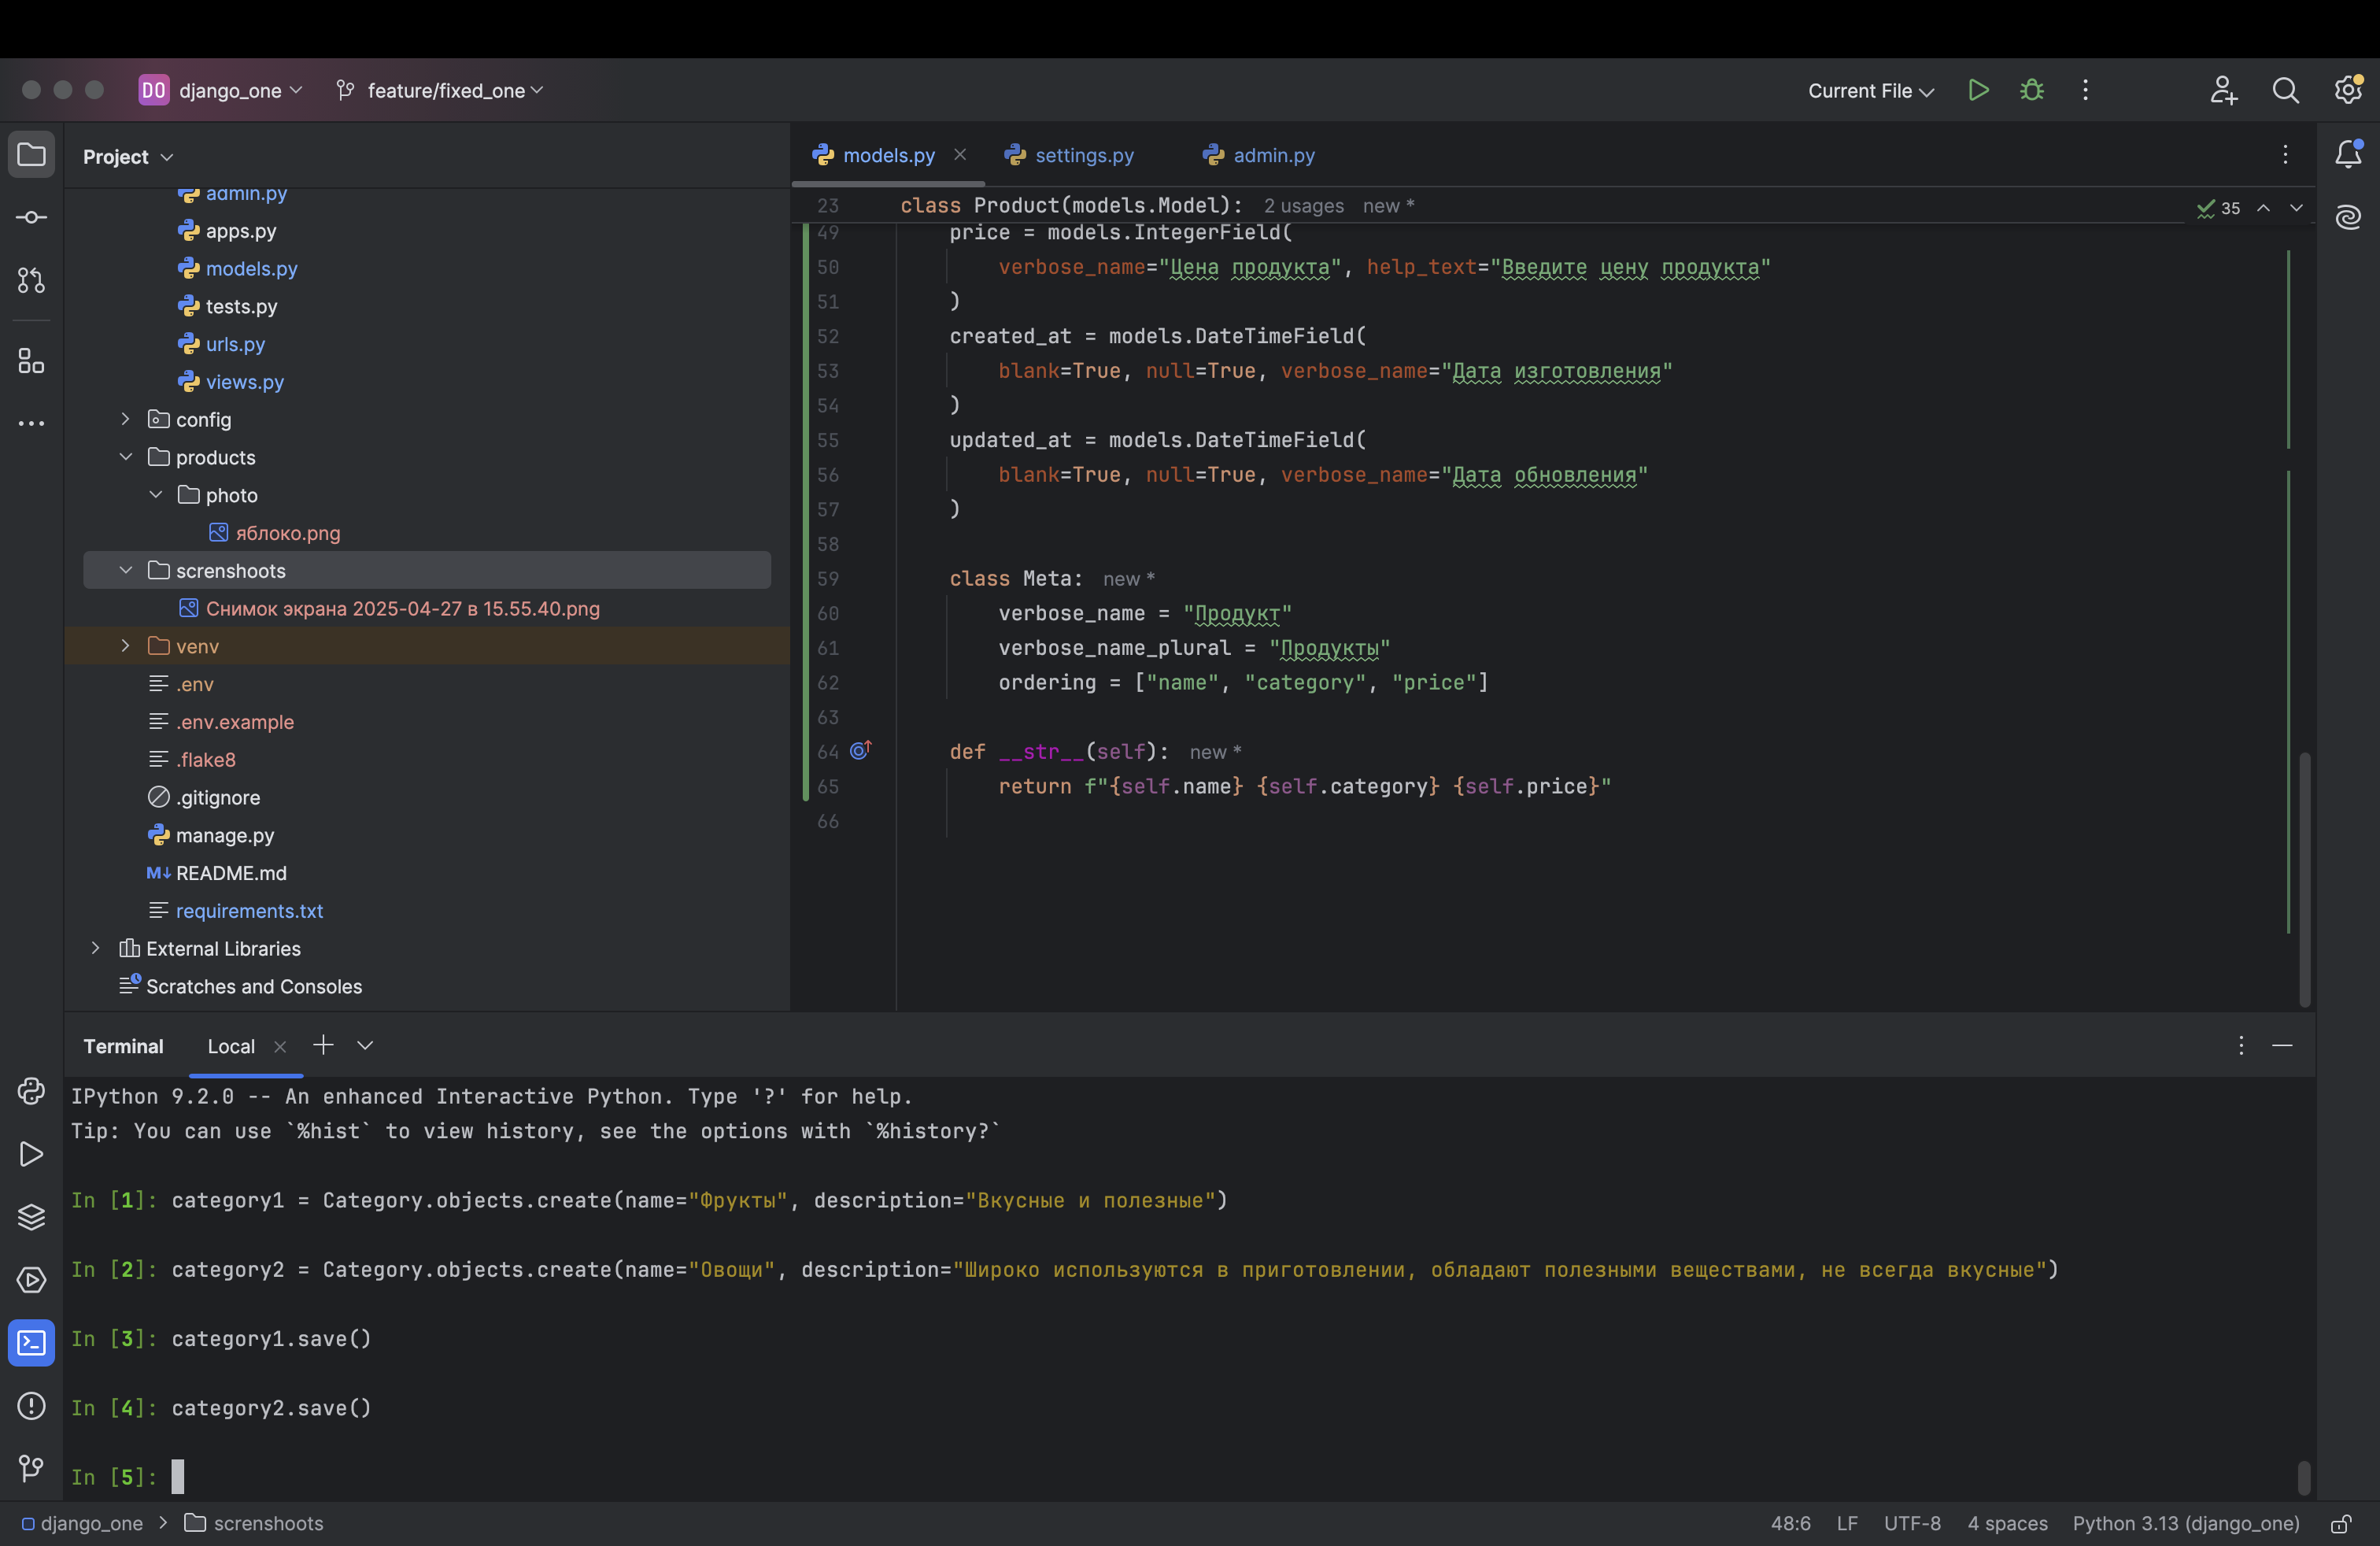 DO django_one feature/fixed_one Current File
Project
admin.py
apps.py
models.py
tests.py
urls.py
views.py
config
products
photo
яблоко.png
screnshoots
Снимок экрана 2025-04-27 в 15.55.40.png
venv
.env
.env.example
.flake8
.gitignore
manage.py
README.md
requirements.txt
External Libraries
Scratches and Consoles
models.py settings.py admin.py
23 class Product(models.Model): 2 usages new *
35
49 price = models.IntegerField(
50 verbose_name="Цена продукта", help_text="Введите цену продукта"
51 )
52 created_at = models.DateTimeField(
53 blank=True, null=True, verbose_name="Дата изготовления"
54 )
55 updated_at = models.DateTimeField(
56 blank=True, null=True, verbose_name="Дата обновления"
57 )
58
59 class Meta: new *
60 verbose_name = "Продукт"
61 verbose_name_plural = "Продукты"
62 ordering = ["name", "category", "price"]
63
64 def __str__(self): new *
65 return f"{self.name} {self.category} {self.price}"
66
Terminal Local
IPython 9.2.0 -- An enhanced Interactive Python. Type '?' for help.
Tip: You can use `%hist` to view history, see the options with `%history?`
In [1]: category1 = Category.objects.create(name="Фрукты", description="Вкусные и полезные")
In [2]: category2 = Category.objects.create(name="Овощи", description="Широко используются в приготовлении, обладают полезными веществами, не всегда вкусные")
In [3]: category1.save()
In [4]: category2.save()
In [5]:
django_one screnshoots 48:6 LF UTF-8 4 spaces Python 3.13 (django_one)